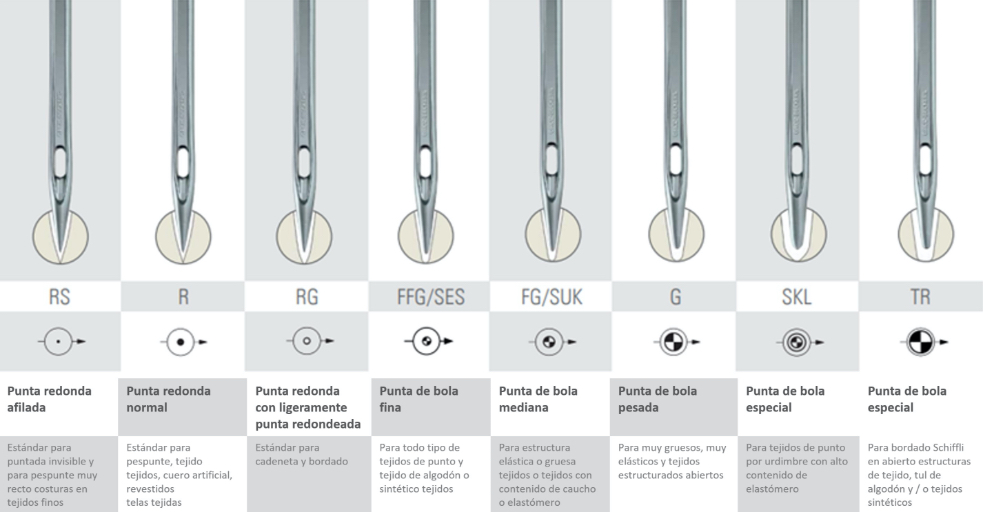 RS
R
RG
FFG/SES
FG/SUK
G
SKL
TR
Punta redonda
afilada
Punta redonda
normal
Punta redonda
con ligeramente
punta redondeada
Punta de bola
fina
Punta de bola
mediana
Punta de bola
pesada
Punta de bola
especial
Punta de bola
especial
Estándar para
puntada invisible y
para pespunte muy
recto costuras en
tejidos finos
Estándar para
pespunte, tejido
tejidos, cuero artificial,
revestidos
telas tejidas
Estándar para
cadeneta y bordado
Para todo tipo de
tejidos de punto y
tejido de algodón o
sintético tejidos
Para estructura
elástica o gruesa
tejidos o tejidos con
contenido de caucho
o elastómero
Para muy gruesos, muy
elásticos y tejidos
estructurados abiertos
Para tejidos de punto
por urdimbre con alto
contenido de
elastómero
Para bordado Schiffli
en abierto estructuras
de tejido, tul de
algodón y / o tejidos
sintéticos